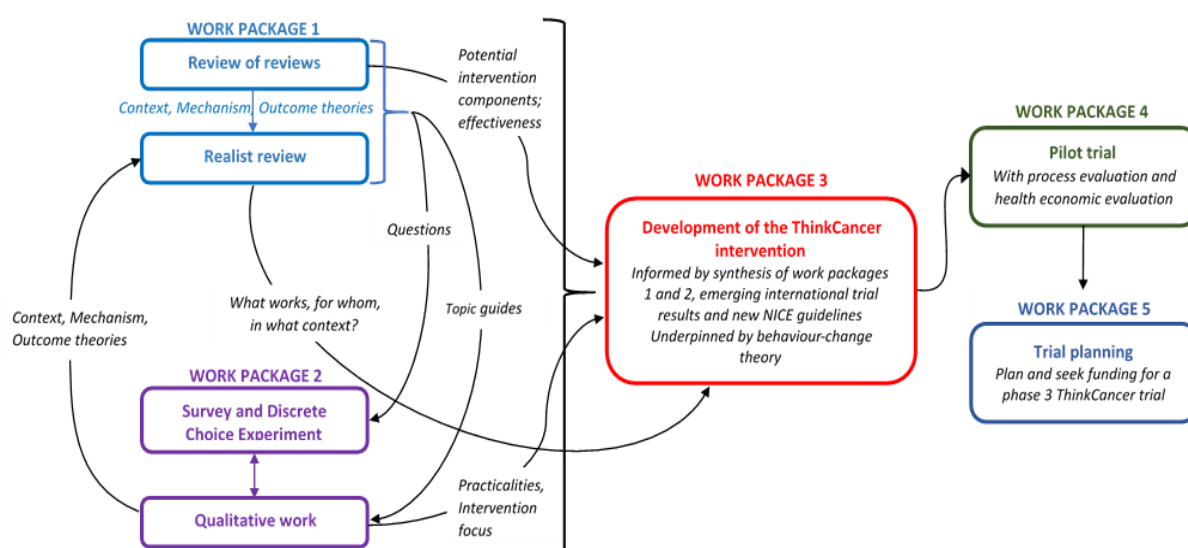 WORK PACKAGE 1
Review of reviews
Context, Mechanism, Outcome theories
Realist review
Potential
intervention
components;
effectiveness
Questions
What works, for whom,
in what context?
Topic guides
Context, Mechanism,
Outcome theories
WORK PACKAGE 2
Survey and Discrete
Choice Experiment
Qualitative work
Practicalities,
Intervention
focus
WORK PACKAGE 3
Development of the ThinkCancer
intervention
Informed by synthesis of work packages
1 and 2, emerging international trial
results and new NICE guidelines
Underpinned by behaviour-change
theory
WORK PACKAGE 4
Pilot trial
With process evaluation and
health economic evaluation
WORK PACKAGE 5
Trial planning
Plan and seek funding for a
phase 3 ThinkCancer trial